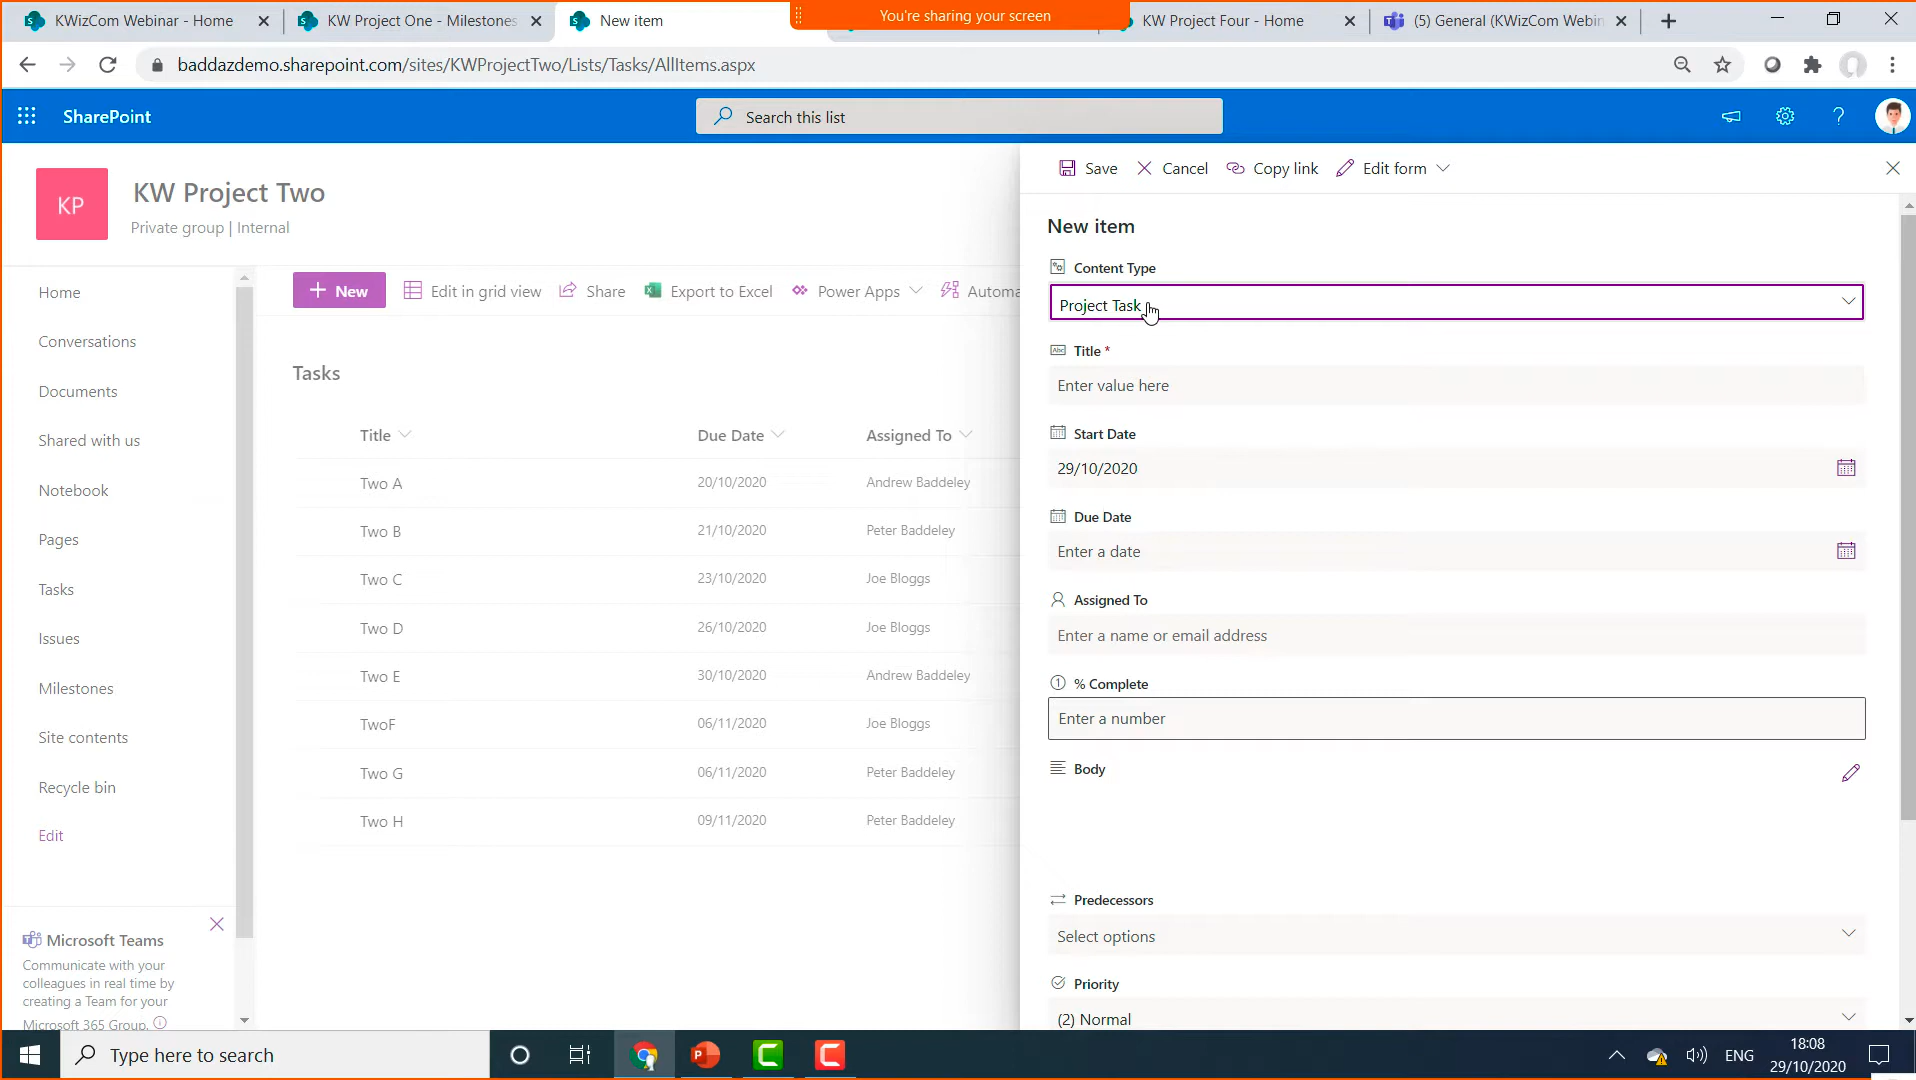 KWizCom Webinar - Home
KW Project One - Milestones
New item
You're sharing your screen
KW Project Four - Home
(5) General (KWizCom Webin
baddazdemo.sharepoint.com/sites/KWProjectTwo/Lists/Tasks/AllItems.aspx
SharePoint
Search this list
KP
KW Project Two
Private group | Internal
Save
Cancel
Copy link
Edit form
Home
Conversations
Documents
Shared with us
Notebook
Pages
Tasks
Issues
Milestones
Site contents
Recycle bin
Edit
Microsoft Teams
Communicate with your
colleagues in real time by
creating a Team for your
Microsoft 365 Group.
New
Edit in grid view
Share
Export to Excel
Power Apps
Automa
Tasks
Title Due Date Assigned To
Two A 20/10/2020 Andrew Baddeley
Two B 21/10/2020 Peter Baddeley
Two C 23/10/2020 Joe Bloggs
Two D 26/10/2020 Joe Bloggs
Two E 30/10/2020 Andrew Baddeley
TwoF 06/11/2020 Joe Bloggs
Two G 06/11/2020 Peter Baddeley
Two H 09/11/2020 Peter Baddeley
New item
Content Type
Project Task
Title *
Enter value here
Start Date
29/10/2020
Due Date
Enter a date
Assigned To
Enter a name or email address
% Complete
Enter a number
Body
Predecessors
Select options
Priority
(2) Normal
Type here to search
ENG
18:08
29/10/2020